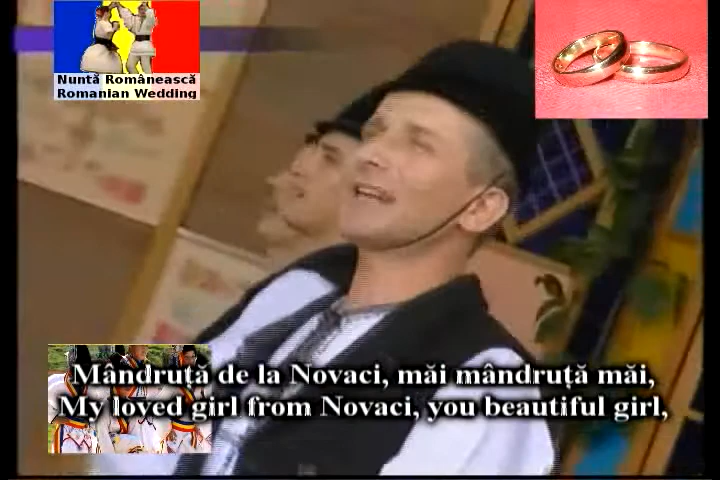 Nuntă Românească
Romanian Wedding
Mândruță de la Novaci, măi mândruță măi,
My loved girl from Novaci, you beautiful girl,